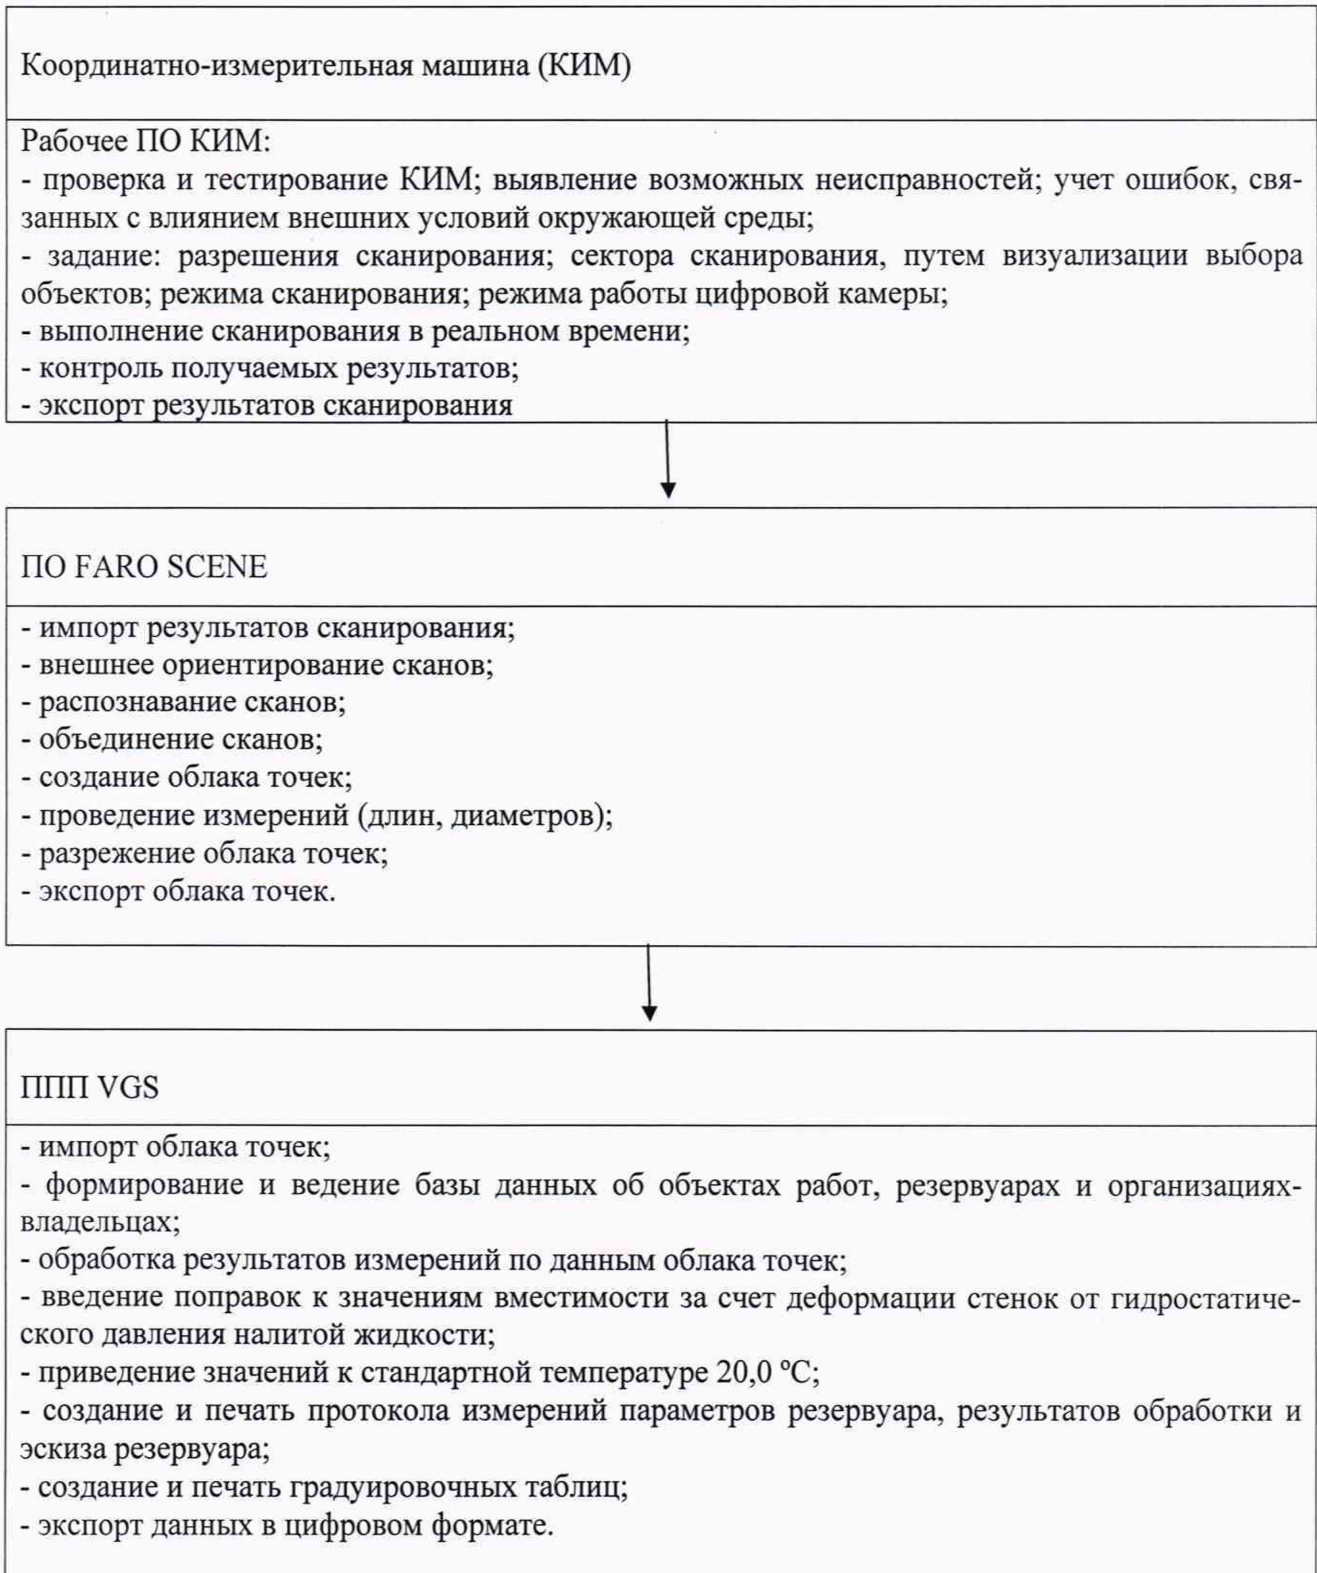 Координатно-измерительная машина (КИМ)
Рабочее ПО КИМ:
- проверка и тестирование КИМ; выявление возможных неисправностей; учет ошибок, свя-
занных с влиянием внешних условий окружающей среды;
- задание: разрешения сканирования; сектора сканирования, путем визуализации выбора
объектов; режима сканирования; режима работы цифровой камеры;
- выполнение сканирования в реальном времени;
- контроль получаемых результатов;
- экспорт результатов сканирования
ПО FARO SCENE
- импорт результатов сканирования;
- внешнее ориентирование сканов;
- распознавание сканов;
- объединение сканов;
- создание облака точек;
- проведение измерений (длин, диаметров);
- разрежение облака точек;
- экспорт облака точек.
ППП VGS
- импорт облака точек;
- формирование и ведение базы данных об объектах работ, резервуарах и организациях-
владельцах;
- обработка результатов измерений по данным облака точек;
- введение поправок к значениям вместимости за счет деформации стенок от гидростатиче-
ского давления налитой жидкости;
- приведение значений к стандартной температуре 20,0 ºС;
- создание и печать протокола измерений параметров резервуара, результатов обработки и
эскиза резервуара;
- создание и печать градуировочных таблиц;
- экспорт данных в цифровом формате.